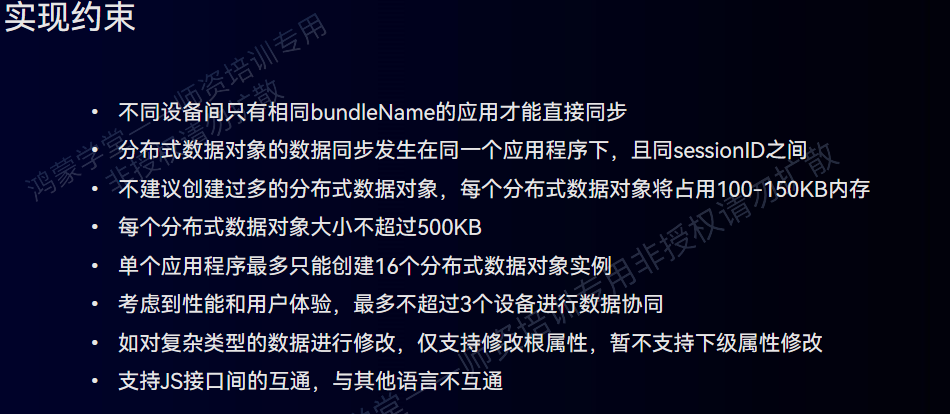 实现约束
• 不同设备间只有相同bundleName的应用才能直接同步
• 分布式数据对象的数据同步发生在同一个应用程序下，且同sessionID之间
• 不建议创建过多的分布式数据对象，每个分布式数据对象将占用100-150KB内存
• 每个分布式数据对象大小不超过500KB
• 单个应用程序最多只能创建16个分布式数据对象实例
• 考虑到性能和用户体验，最多不超过3个设备进行数据协同
• 如对复杂类型的数据进行修改，仅支持修改根属性，暂不支持下级属性修改
• 支持JS接口间的互通，与其他语言不互通
鸿蒙学堂——师资培训专用
非授权请勿扩散
学堂——师资培训专用非授权请勿扩散